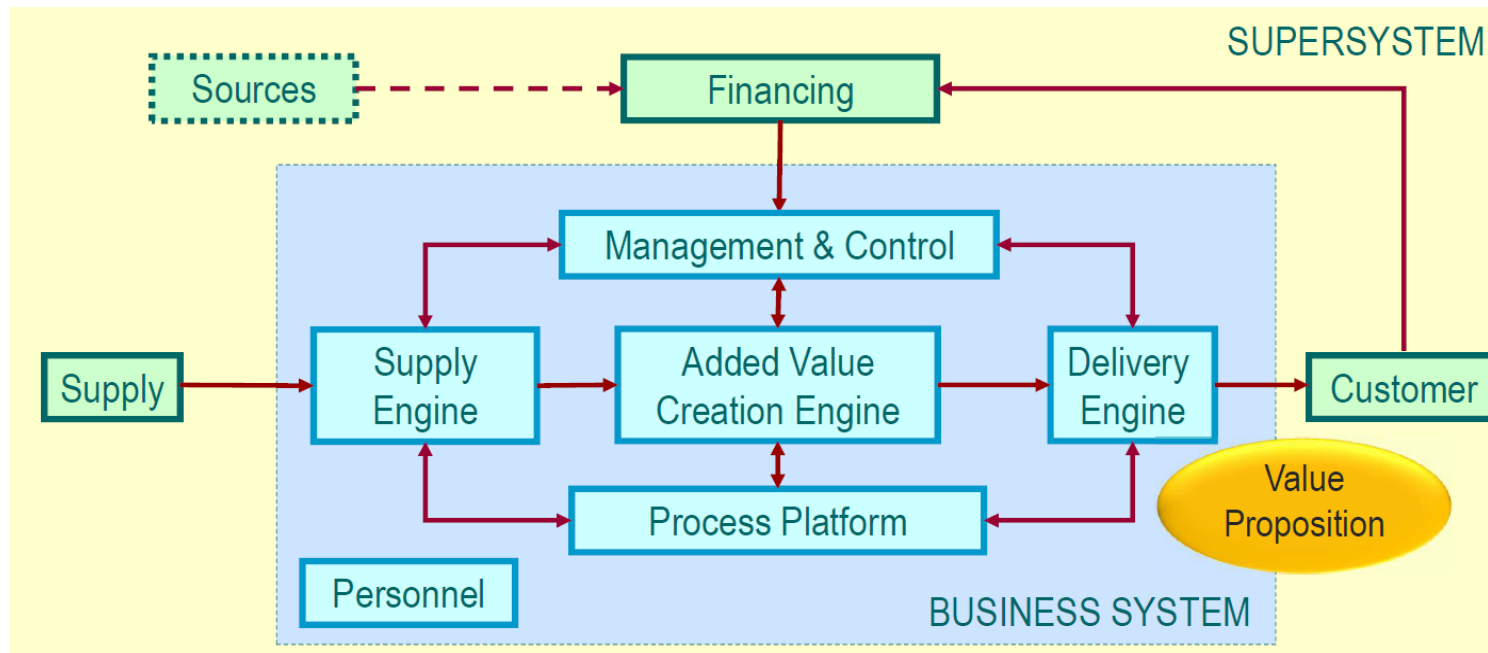 SUPERSYSTEM
Sources
Financing
Management & Control
Supply
Supply
Engine
Added Value
Creation Engine
Delivery
Engine
Customer
Value
Proposition
Process Platform
Personnel
BUSINESS SYSTEM